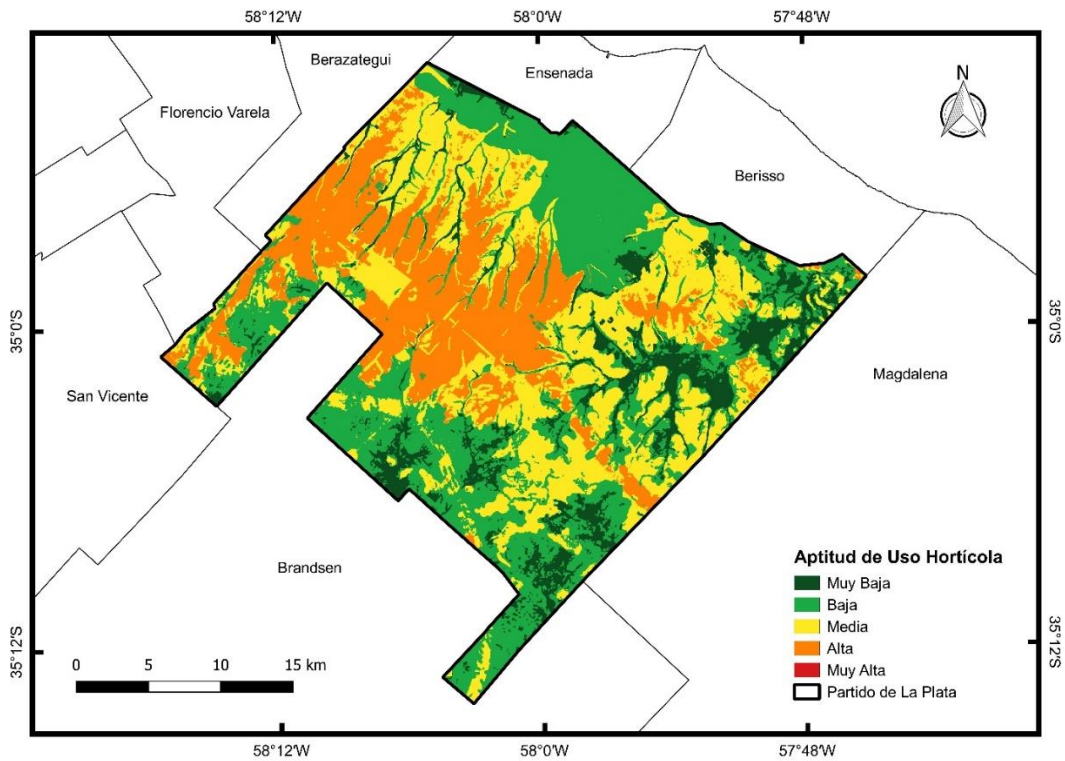 58°12'W 58°0'W 57°48'W
Berazategui
Ensenada
N
Florencio Varela
Berisso
35°0'S
35°0'S
Magdalena
San Vicente
Brandsen
Aptitud de Uso Hortícola
Muy Baja
Baja
Media
Alta
Muy Alta
Partido de La Plata
35°12'S
35°12'S
0 5 10 15 km
58°12'W 58°0'W 57°48'W